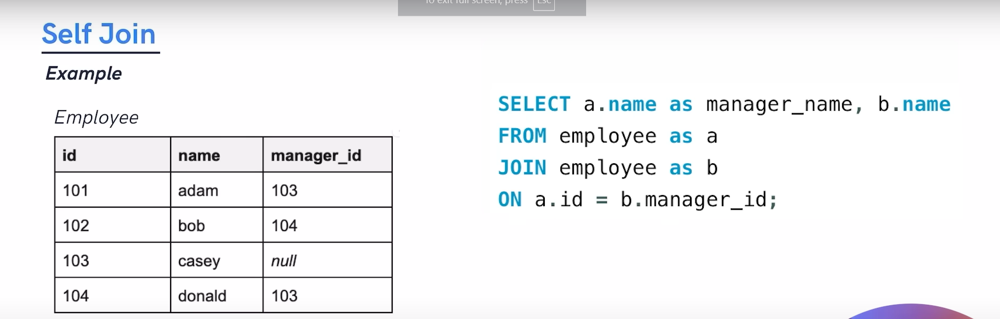 To exit full screen, press Esc
Self Join
Example
Employee
id name manager_id
101 adam 103
102 bob 104
103 casey null
104 donald 103
SELECT a.name as manager_name, b.name
FROM employee as a
JOIN employee as b
ON a.id = b.manager_id;